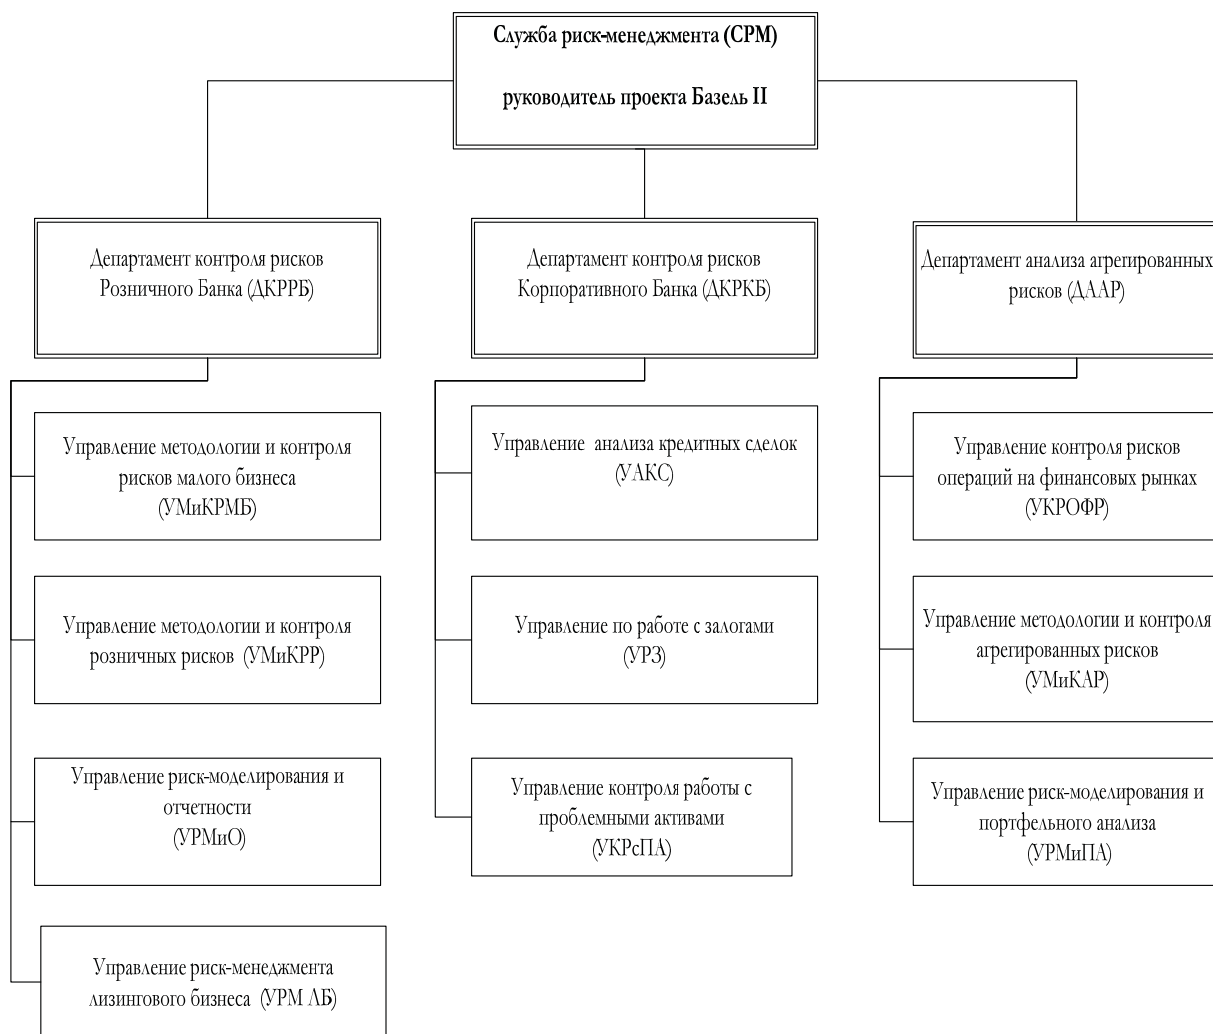 Служба риск-менеджмента (СРМ)
руководитель проекта Базель II
Департамент контроля рисков
Розничного Банка (ДКРРБ)
Департамент контроля рисков
Корпоративного Банка (ДКРКБ)
Департамент анализа агрегированных
рисков (ДААР)
Управление методологии и контроля
рисков малого бизнеса
(УМиКРМБ)
Управление анализа кредитных сделок
(УАКС)
Управление контроля рисков
операций на финансовых рынках
(УКРОФР)
Управление методологии и контроля
розничных рисков (УМиКРР)
Управление по работе с залогами
(УРЗ)
Управление методологии и контроля
агрегированных рисков
(УМиКАР)
Управление риск-моделирования и
отчетности
(УРМиО)
Управление контроля работы с
проблемными активами
(УКРсПА)
Управление риск-моделирования и
портфельного анализа
(УРМиПА)
Управление риск-менеджмента
лизингового бизнеса (УРМ ЛБ)